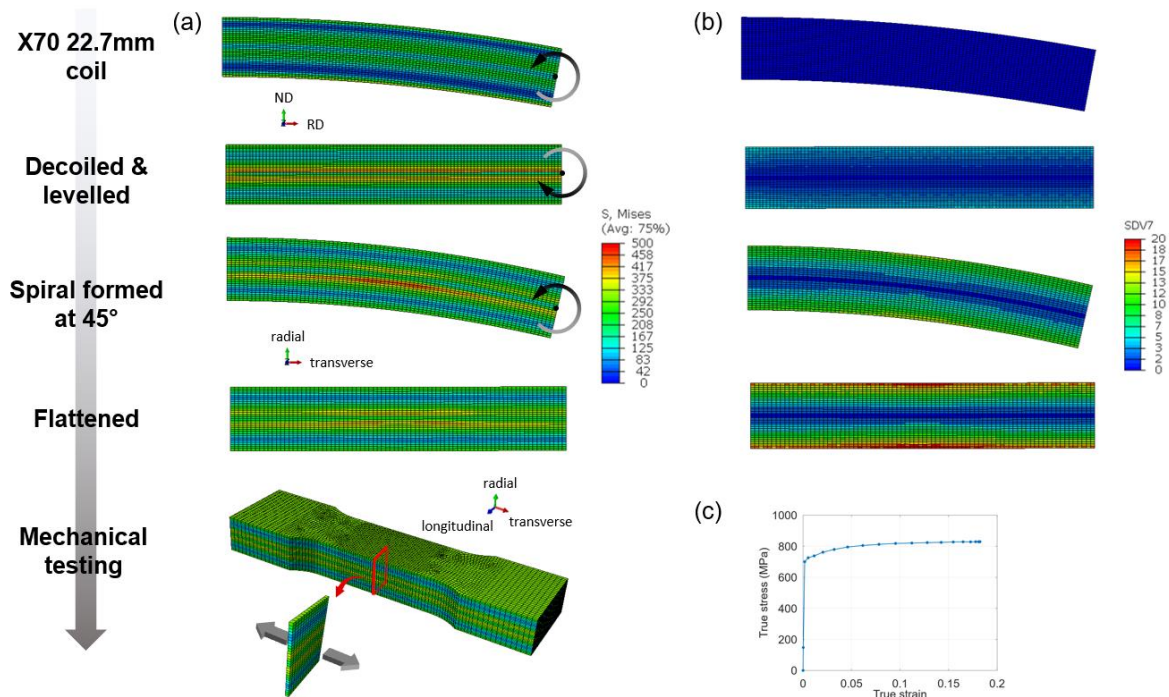 (a)
(b)
X70 22.7mm
coil
ND
RD
Decoiled &
levelled
S, Mises
(Avg: 75%)
500
458
417
375
333
292
250
208
167
125
83
42
0
SDV7
20
18
17
15
13
12
10
8
7
5
3
2
0
Spiral formed
at 45°
radial
transverse
Flattened
Mechanical
testing
radial
longitudinal
transverse
(c)
True stress (MPa)
1000
800
600
400
200
0
0
0.05
0.1
0.15
0.2
True strain